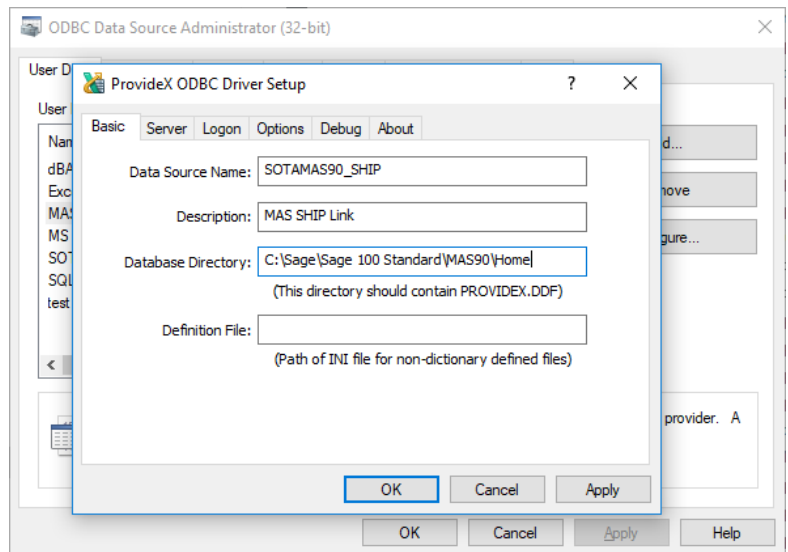 ODBC Data Source Administrator (32-bit)
User D
ProvideX ODBC Driver Setup
?
User
Basic
Server
Logon
Options
Debug
About
Nam
d...
dBA
Data Source Name:
SOTAMAS90_SHIP
Exc
nove
MAS
Description:
MAS SHIP Link
MS
gure...
SOT
Database Directory:
C:\Sage\Sage 100 Standard\MAS90\Home
SQL
(This directory should contain PROVIDEX.DDF)
test
Definition File:
(Path of INI file for non-dictionary defined files)
provider. A
OK
Cancel
Apply
OK
Cancel
Apply
Help